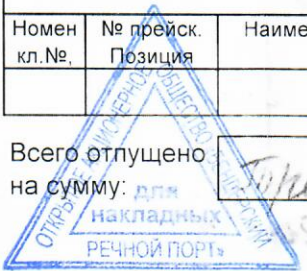 Номен № прейск. Наиме
кл.№, Позиция
Всего отпущено
на сумму:
ОТКРЫТОЕ АКЦИОНЕРНОЕ ОБЩЕСТВО
для
накладных
РЕЧНОЙ ПОРТ»